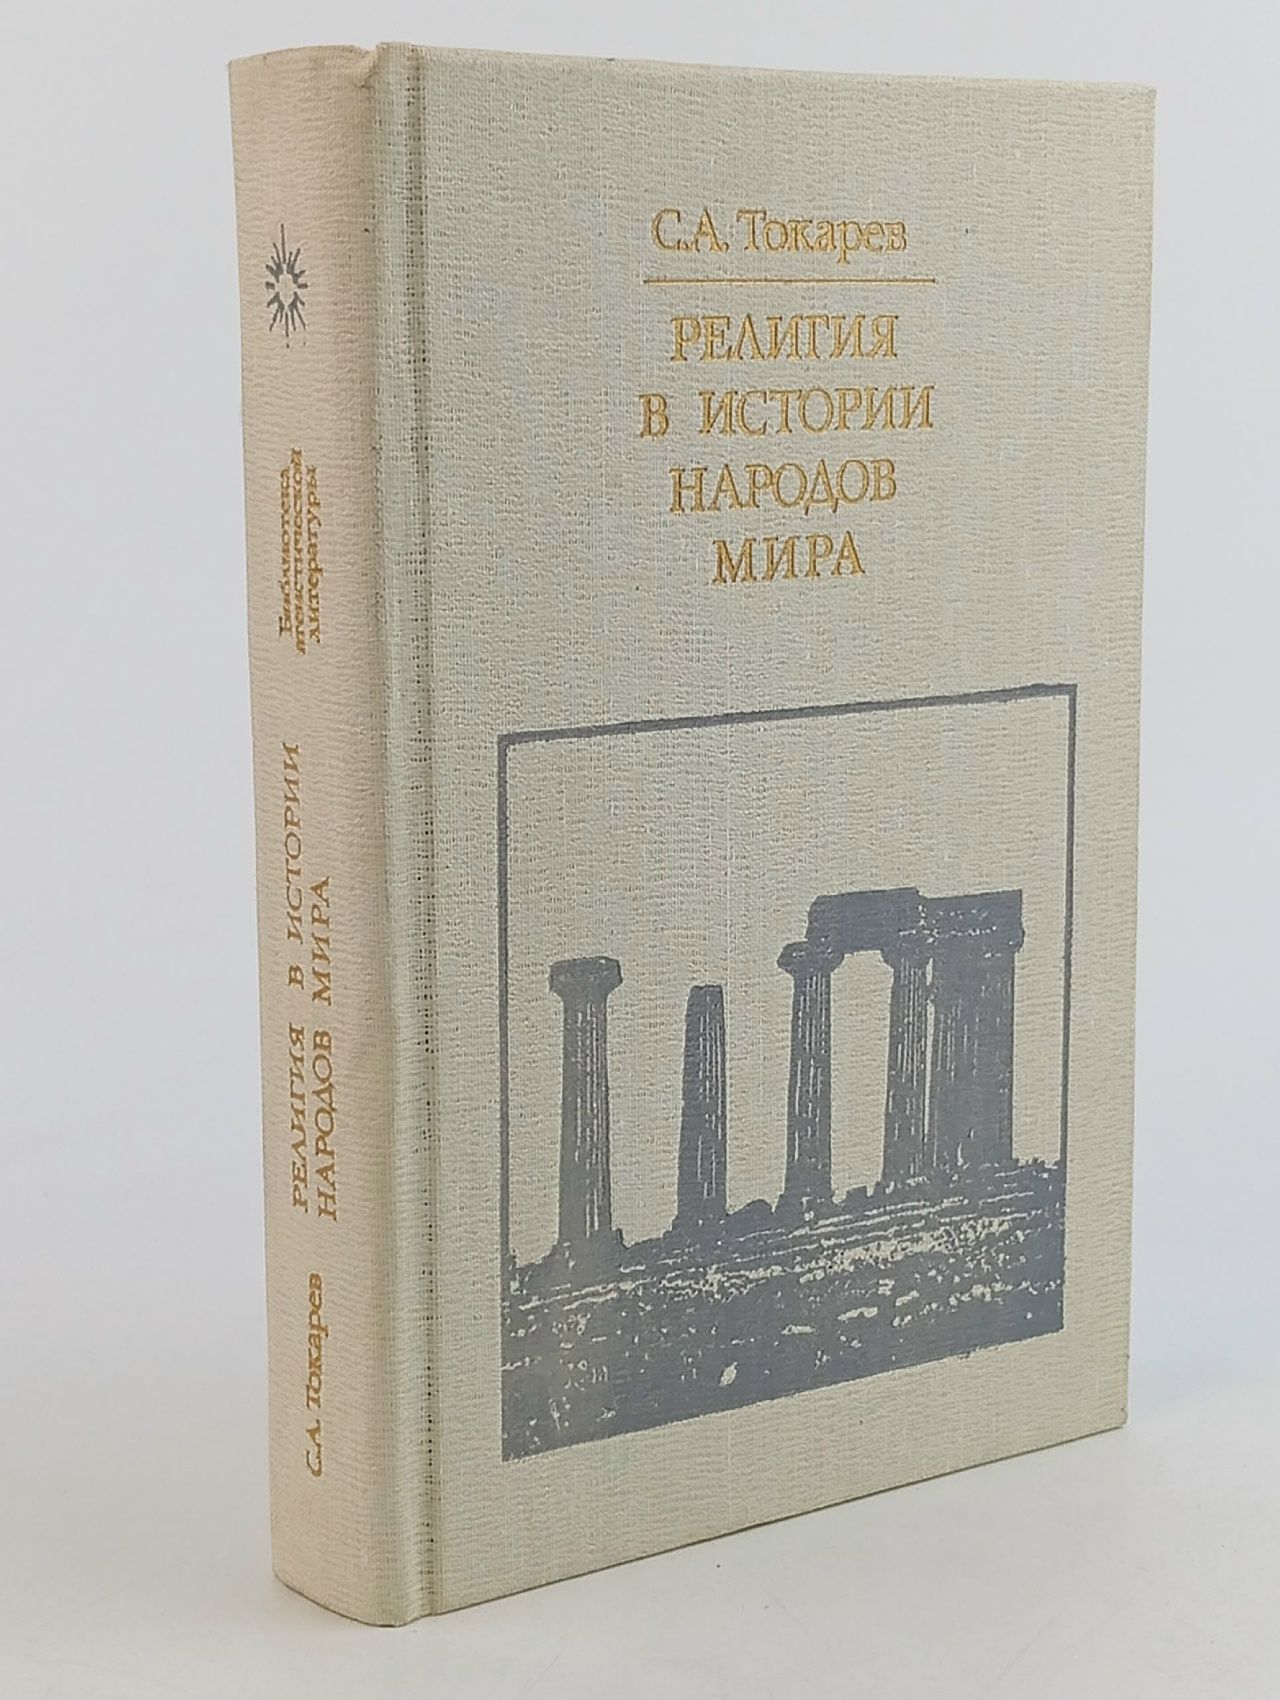 С.А. Токарев
РЕЛИГИЯ
В ИСТОРИИ
НАРОДОВ
МИРА
С.А. Токарев
РЕЛИГИЯ В ИСТОРИИ
НАРОДОВ МИРА
Библиотека
атеистической
литературы